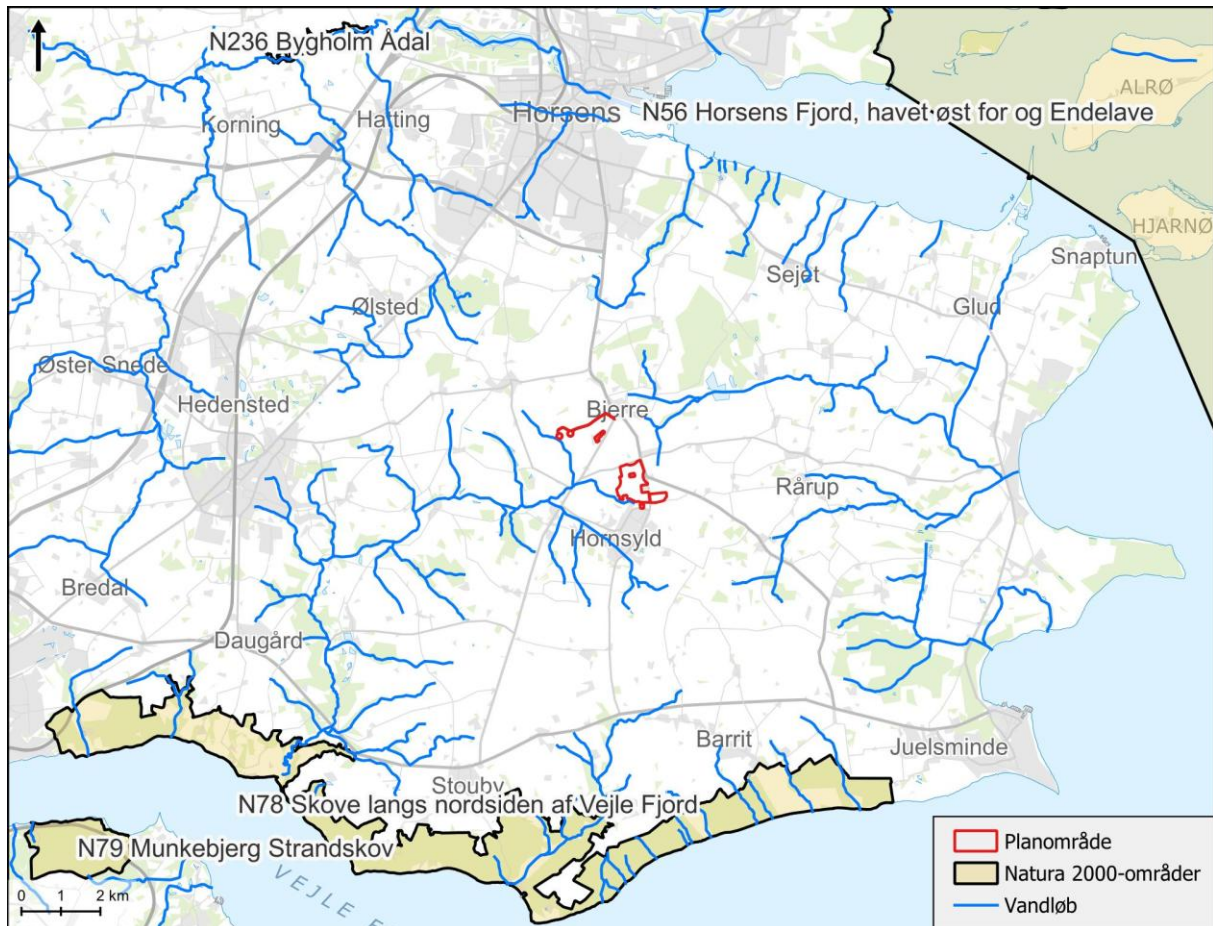 N236 Bygholm Ådal
ALRØ
Korning
Hatting
Horsens
N56 Horsens Fjord, havet øst for og Endelave
HJARNØ
Snaptun
Sejet
Glud
Ølsted
Øster Snede
Hedensted
Bjerre
Rårup
Hornsyld
Bredal
Daugård
Barrit
Juelsminde
Stouby
N78 Skove langs nordsiden af Vejle Fjord
N79 Munkebjerg Strandskov
VEJLE F
0 1 2 km
Planområde
Natura 2000-områder
Vandløb